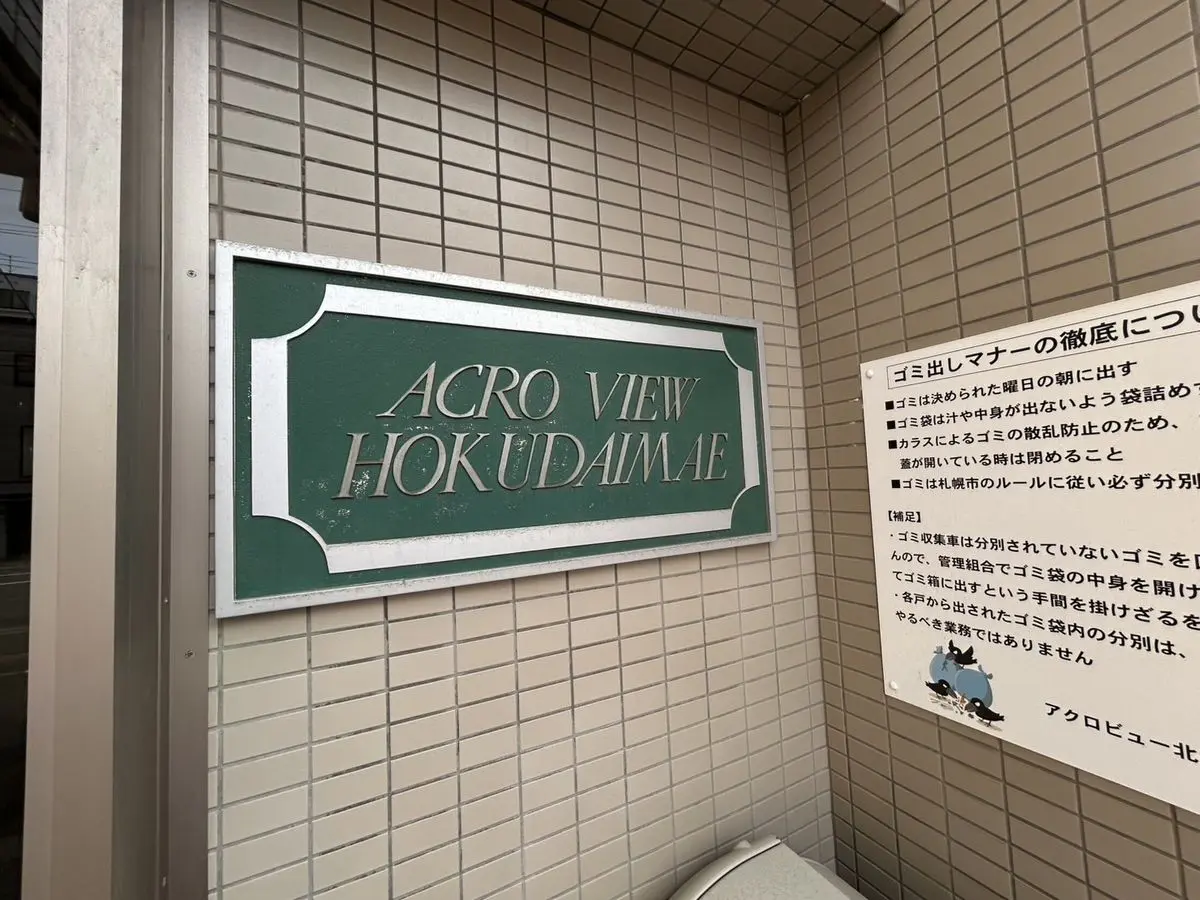 ACRO VIEW
HOKUDAIMAE
ゴミ出しマナーの徹底につい
■ゴミは決められた曜日の朝に出す
■ゴミ袋は汁や中身が出ないよう袋詰め
■カラスによるゴミの散乱防止のため、
蓋が開いている時は閉めること
■ゴミは札幌市のルールに従い必ず分別
【補足】
・ゴミ収集車は分別されていないゴミを
んので、管理組合でゴミ袋の中身を開け
てゴミ箱に出すという手間を掛けざるを
・各戸から出されたゴミ袋内の分別は、
やるべき業務ではありません
アクロビュー北